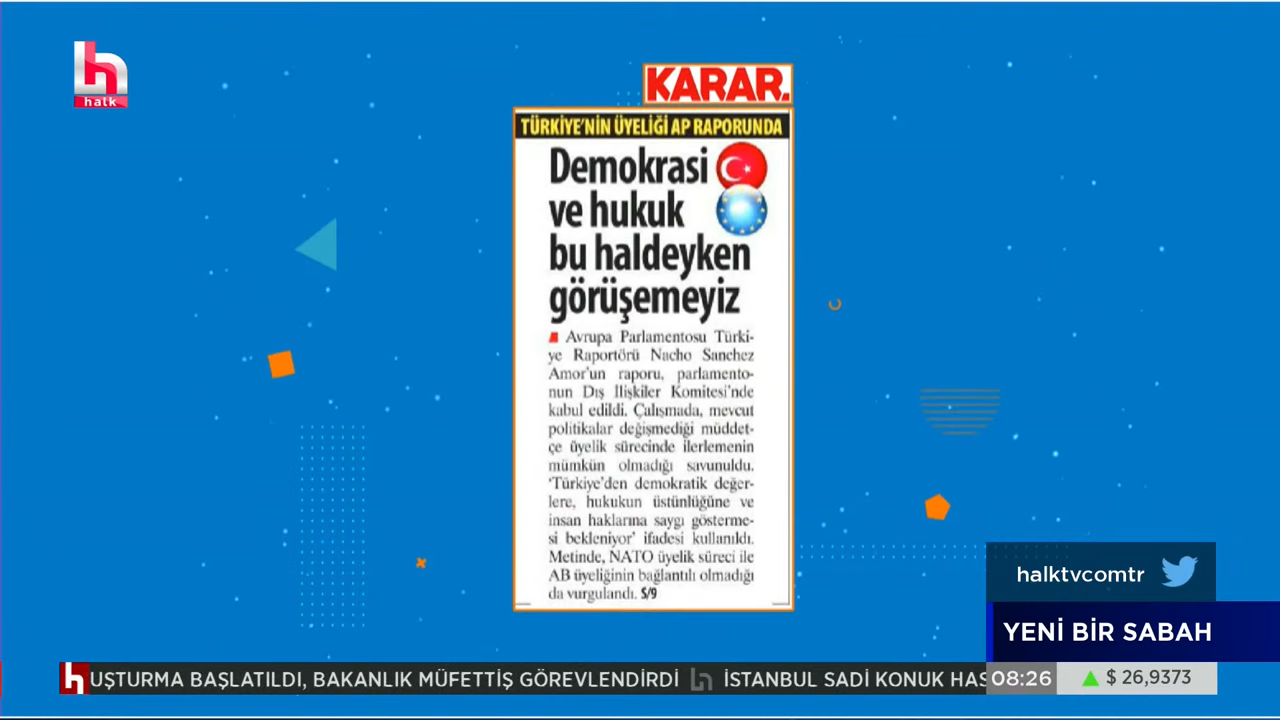 halk
KARAR.
TÜRKİYE'NİN ÜYELİĞİ AP RAPORUNDA
Demokrasi
ve hukuk
bu haldeyken
görüşemeyiz
Avrupa Parlamentosu Türki-
ye Raportörü Nacho Sanchez
Amor'un raporu, parlamento-
nun Dış İlişkiler Komitesi'nde
kabul edildi. Çalışmada, mevcut
politikalar değişmediği müddet-
çe üyelik sürecinde ilerlemenin
mümkün olmadığı savunuldu.
'Türkiye'den demokratik değer-
lere, hukukun üstünlüğüne ve
insan haklarına saygı gösterme-
si bekleniyor' ifadesi kullanıldı.
Metinde, NATO üyelik süreci ile
AB üyeliğinin bağlantılı olmadığı
da vurgulandı. S/9
halktvcomtr
YENİ BİR SABAH
UŞTURMA BAŞLATILDI, BAKANLIK MÜFETTİŞ GÖREVLENDİRDİ İSTANBUL SADİ KONUK HAS
08:26 $ 26,9373